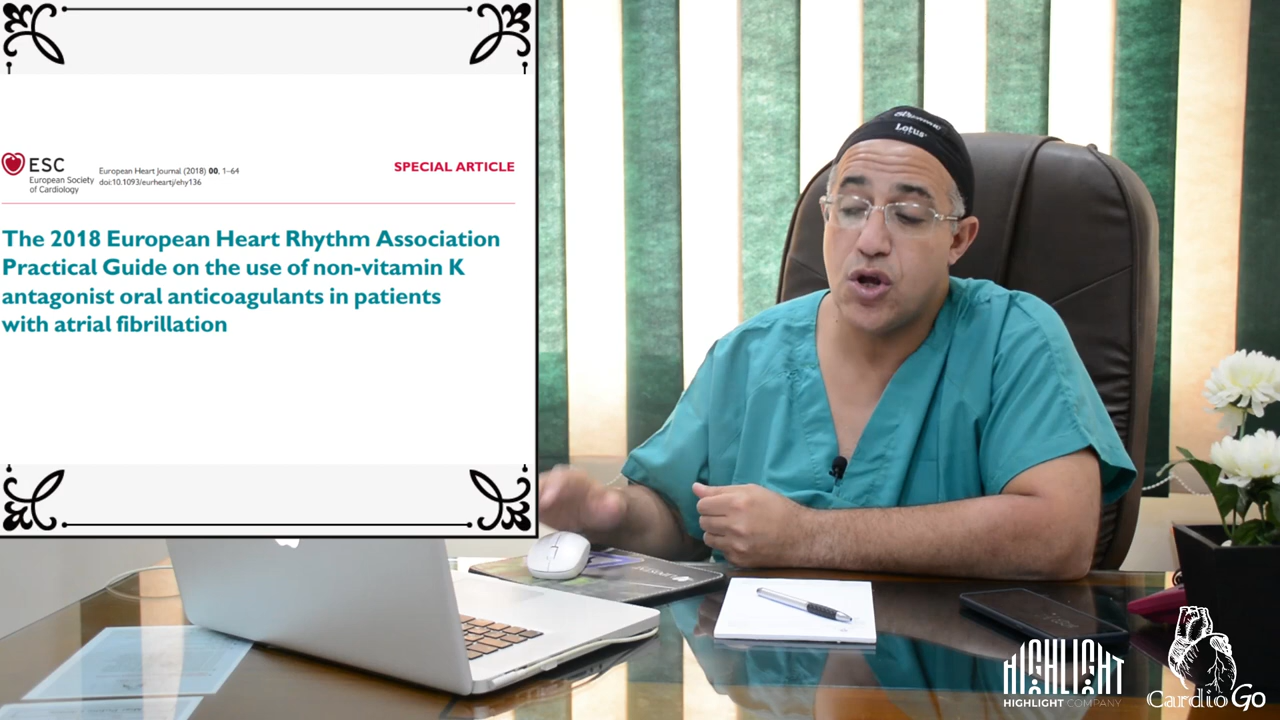 ESC
European Society
of Cardiology
European Heart Journal (2018) 00, 1–64
doi:10.1093/eurheartj/ehy136
SPECIAL ARTICLE
The 2018 European Heart Rhythm Association
Practical Guide on the use of non-vitamin K
antagonist oral anticoagulants in patients
with atrial fibrillation
Lotus
HIGHLIGHT
HIGHLIGHT COMPANY
Cardio Go